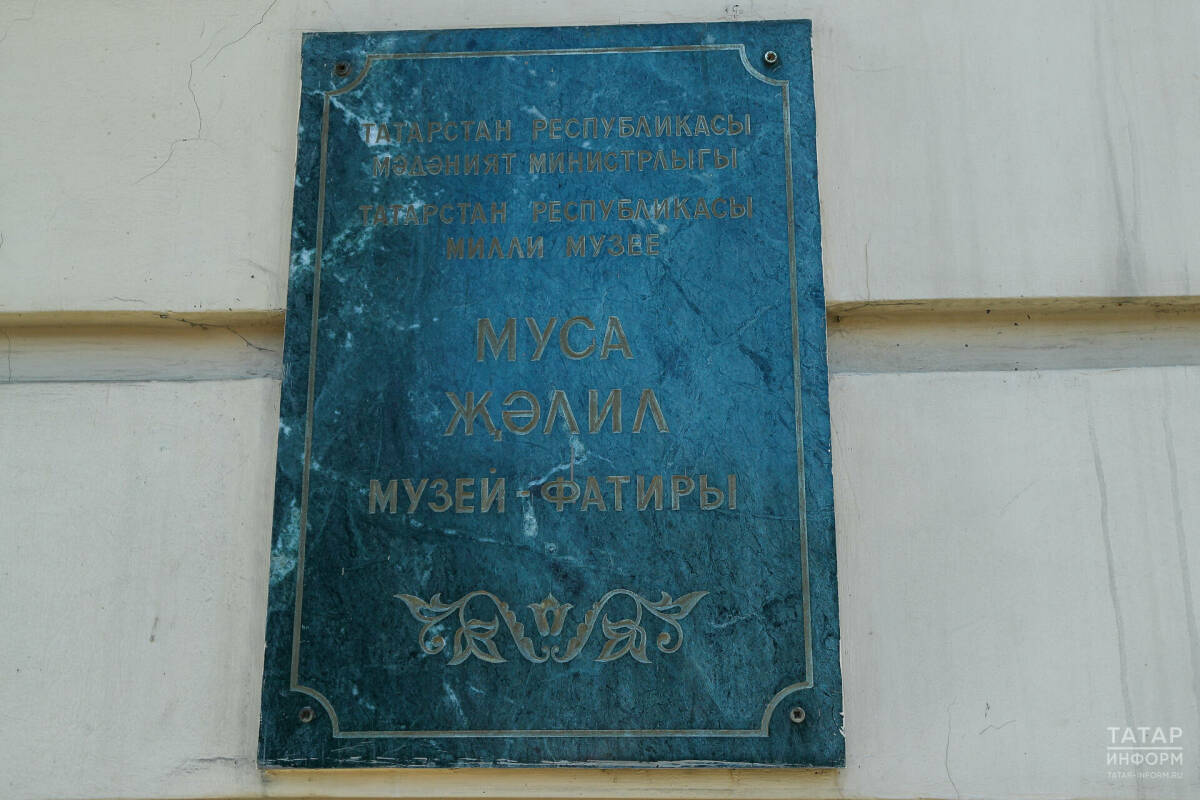 ТАТАРСТАН РЕСПУБЛИКАСЫ
МӘДӘНИЯТ МИНИСТРЛЫГЫ
ТАТАРСТАН РЕСПУБЛИКАСЫ
МИЛЛИ МУЗЕЕ
МУСА
ҖӘЛИЛ
МУЗЕЙ-ФАТИРЫ
ТАТАР
ИНФОРМ
TATAR-INFORM.RU